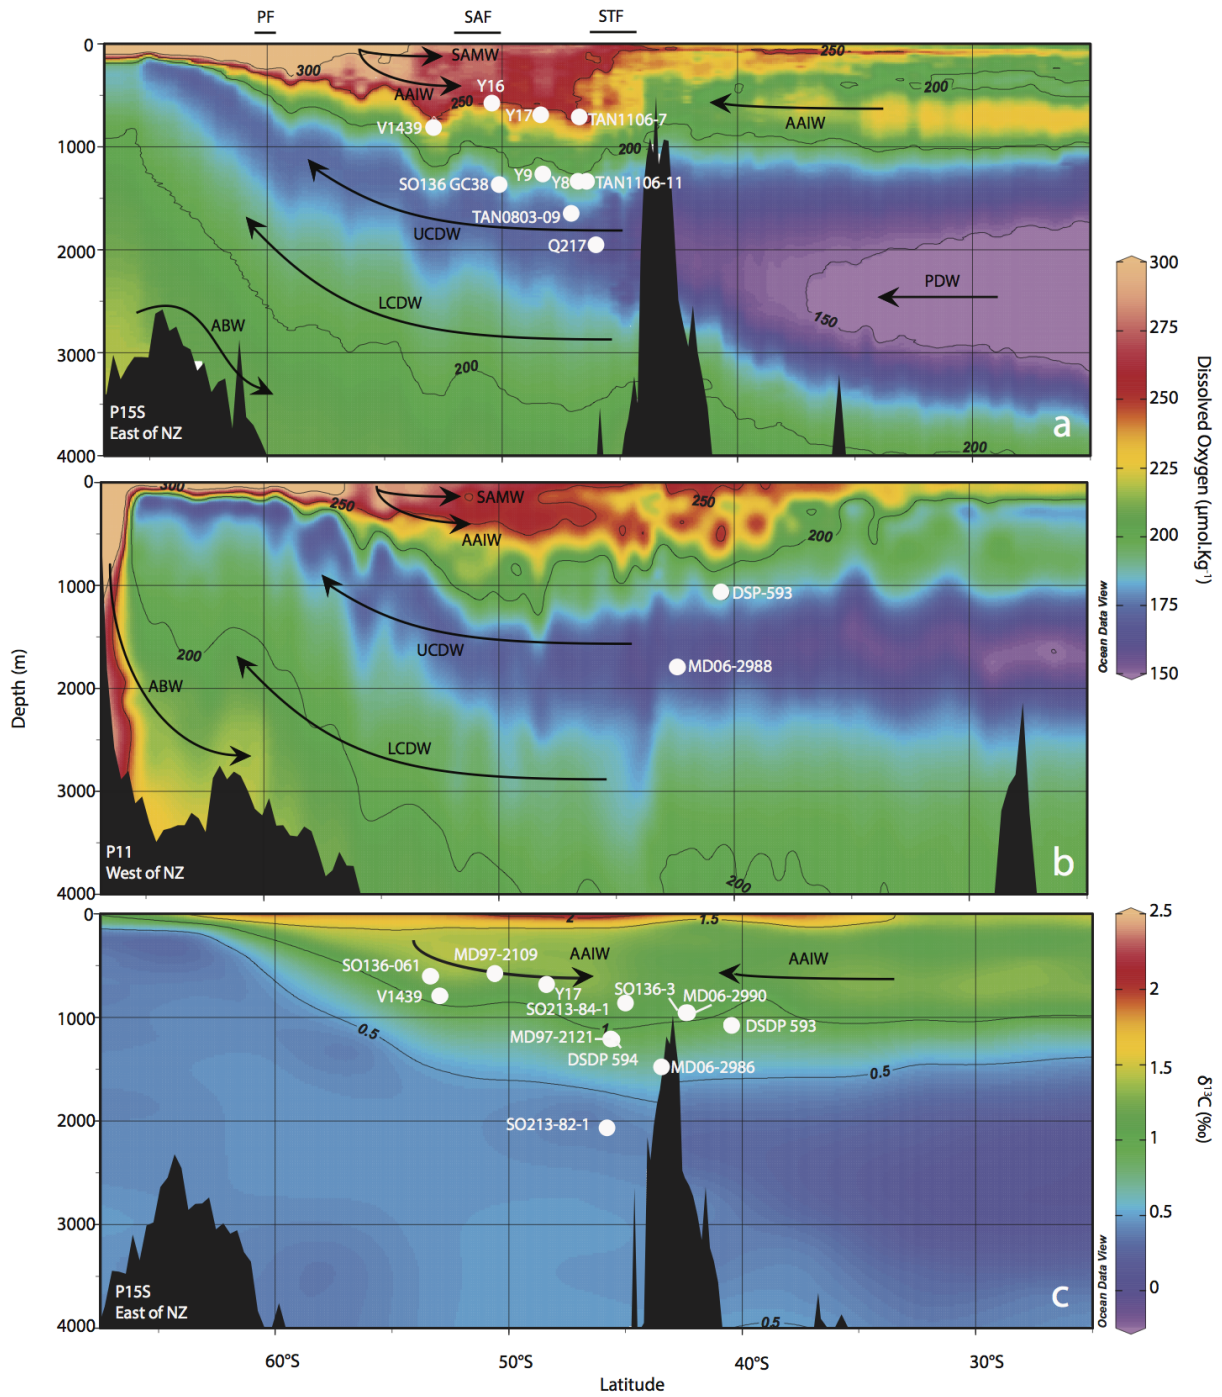 PF SAF STF
0
1000
2000
3000
4000
300
SAMW
AAIW
250
Y16
250
V1439
Y17
TAN1106-7
200
200
AAIW
SO136 GC38
Y9
Y8
TAN1106-11
TAN0803-09
UCDW
Q217
LCDW
PDW
150
ABW
200
200
P15S
East of NZ
a
0
1000
2000
3000
4000
300
250
SAMW
AAIW
250
200
DSP-593
UCDW
MD06-2988
200
ABW
LCDW
200
P11
West of NZ
b
Ocean Data View
300
275
250
225
200
175
150
Dissolved Oxygen (µmol.Kg-1)
Depth (m)
0
1000
2000
3000
4000
2
1.5
AAIW
AAIW
SO136-061
MD97-2109
V1439
Y17
SO213-84-1
SO136-3
MD06-2990
DSDP 593
1
MD97-2121
DSDP 594
MD06-2986
0.5
0.5
SO213-82-1
0.5
P15S
East of NZ
c
Ocean Data View
2.5
2
1.5
1
0.5
0
δ13C (‰)
60°S 50°S 40°S 30°S
Latitude